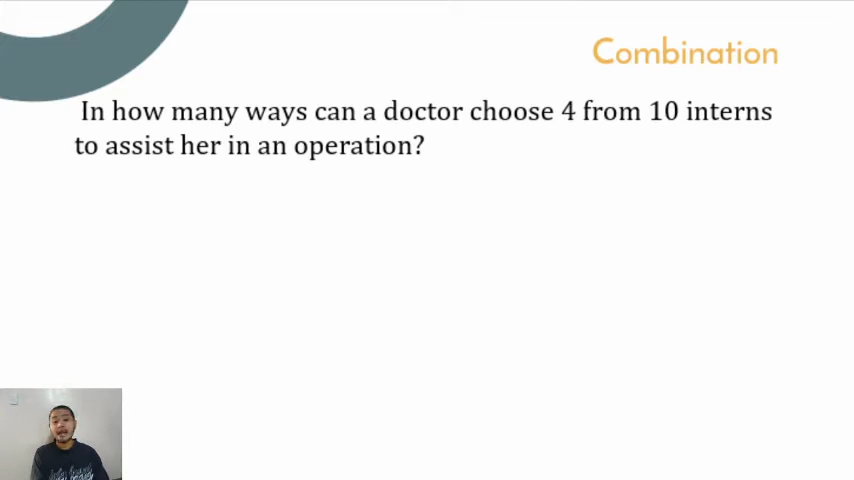 Combination
In how many ways can a doctor choose 4 from 10 interns
to assist her in an operation?